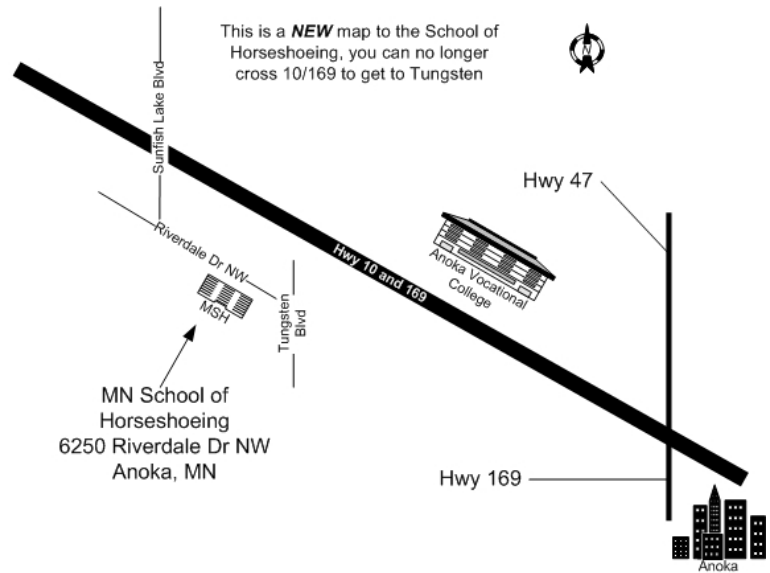 This is a NEW map to the School of
Horseshoeing, you can no longer
cross 10/169 to get to Tungsten
N
Sunfish Lake Blvd
Hwy 47
Riverdale Dr NW
Hwy 10 and 169
Anoka Vocational
College
MSH
Tungsten
Blvd
MN School of
Horseshoeing
6250 Riverdale Dr NW
Anoka, MN
Hwy 169
Anoka